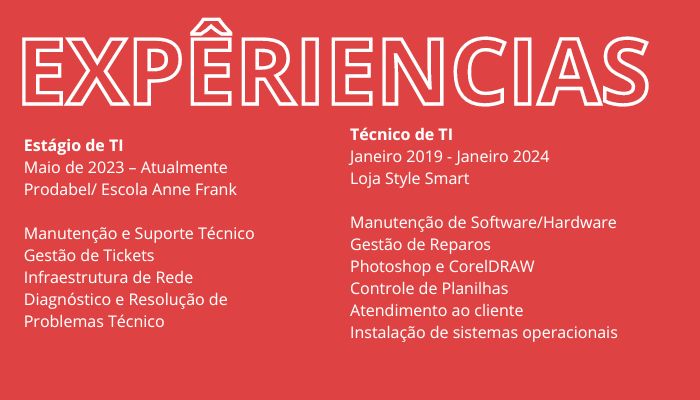 EXPÊRIENCIAS
Estágio de TI
Maio de 2023 – Atualmente
Prodabel/ Escola Anne Frank
Manutenção e Suporte Técnico
Gestão de Tickets
Infraestrutura de Rede
Diagnóstico e Resolução de
Problemas Técnico
Técnico de TI
Janeiro 2019 - Janeiro 2024
Loja Style Smart
Manutenção de Software/Hardware
Gestão de Reparos
Photoshop e CorelDRAW
Controle de Planilhas
Atendimento ao cliente
Instalação de sistemas operacionais